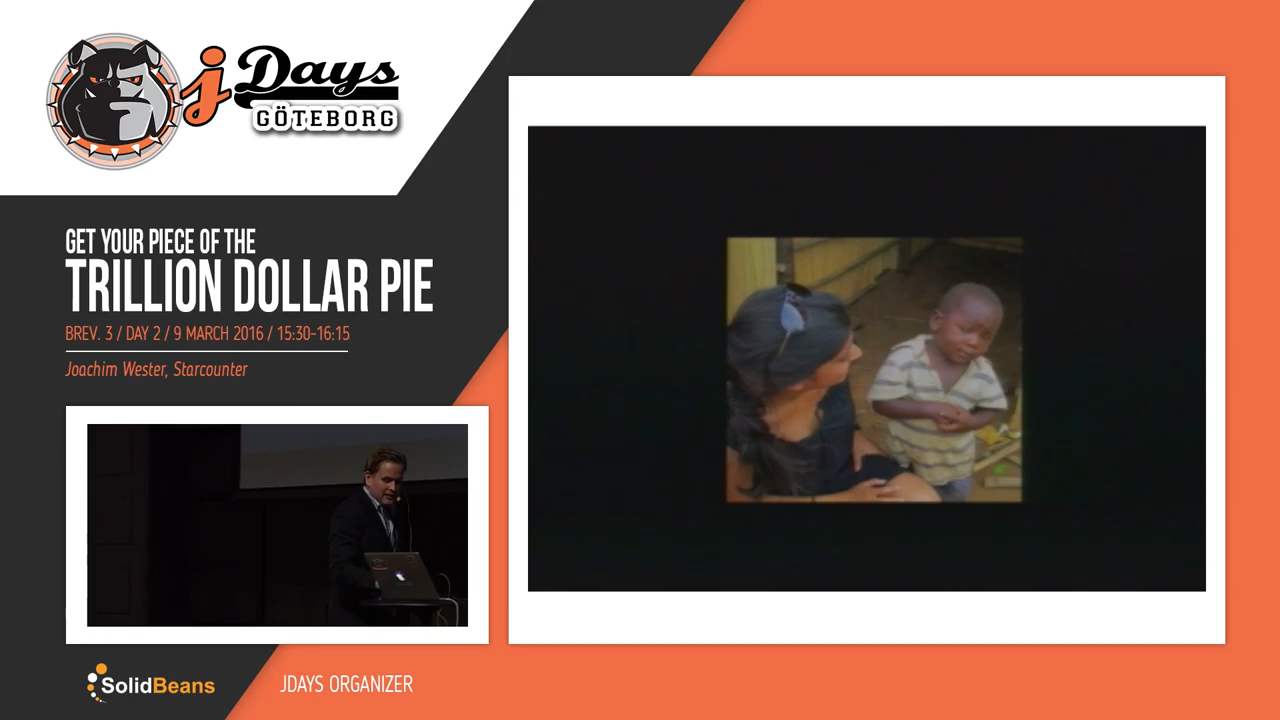 j Days
GÖTEBORG
GET YOUR PIECE OF THE
TRILLION DOLLAR PIE
BREV. 3 / DAY 2 / 9 MARCH 2016 / 15:30-16:15
Joachim Wester, Starcounter
SolidBeans
JDAYS ORGANIZER